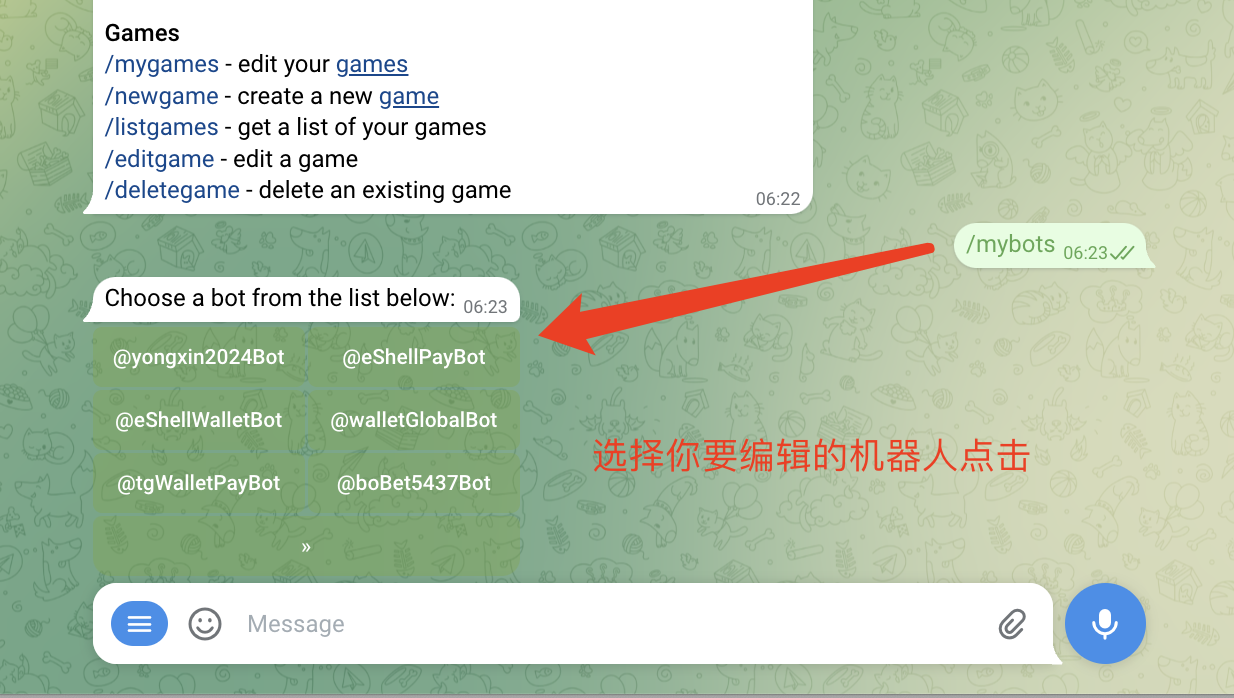 Games
/mygames - edit your games
/newgame - create a new game
/listgames - get a list of your games
/editgame - edit a game
/deletegame - delete an existing game
06:22
/mybots 06:23
Choose a bot from the list below: 06:23
@yongxin2024Bot @eShellPayBot
@eShellWalletBot @walletGlobalBot
选择你要编辑的机器人点击
@tgWalletPayBot @boBet5437Bot
»
Message